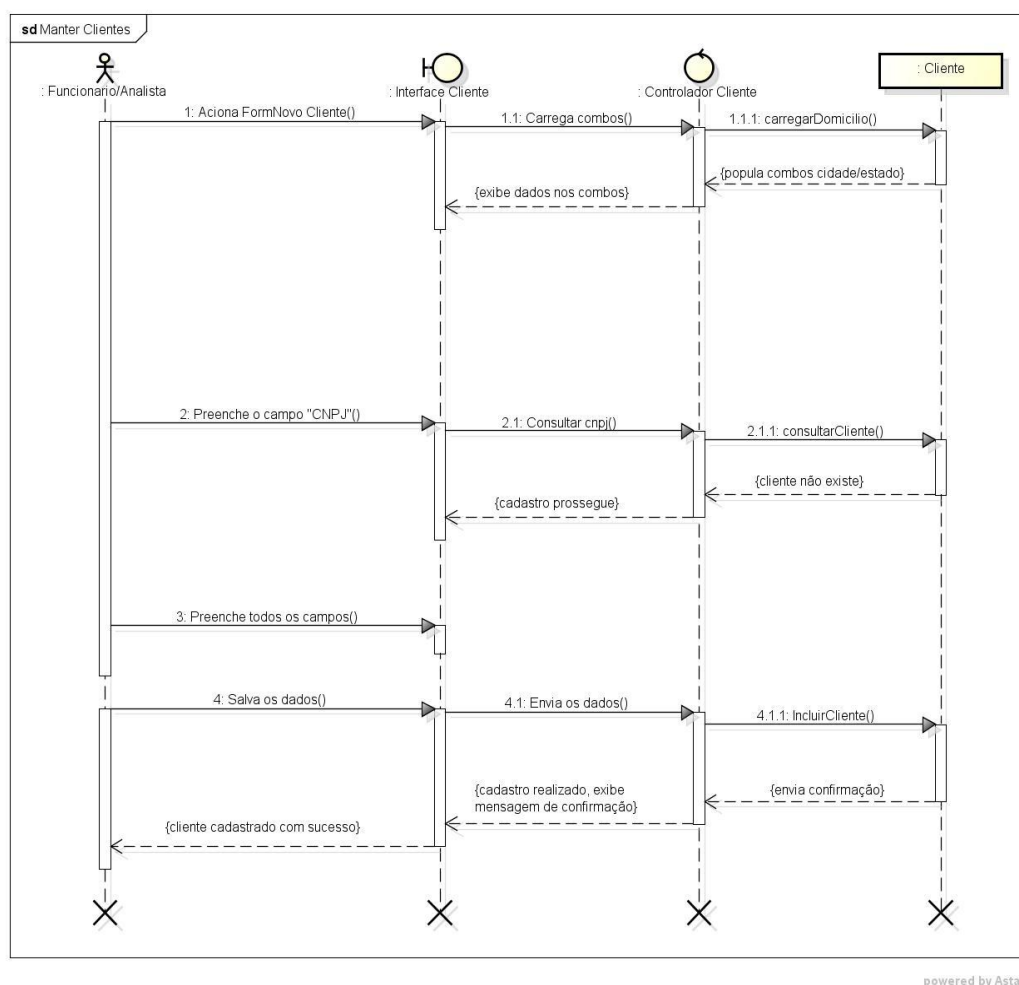 sd Manter Clientes
: Funcionario/Analista
: Interface Cliente
: Controlador Cliente
: Cliente
1: Aciona FormNovo Cliente()
1.1: Carrega combos()
1.1.1: carregarDomicilio()
{popula combos cidade/estado}
{exibe dados nos combos}
2: Preenche o campo "CNPJ"()
2.1: Consultar cnpj()
2.1.1: consultarCliente()
{cliente não existe}
{cadastro prossegue}
3: Preenche todos os campos()
4: Salva os dados()
4.1: Envia os dados()
4.1.1: IncluirCliente()
{cadastro realizado, exibe
mensagem de confirmação}
{envia confirmação}
{cliente cadastrado com sucesso}
powered by Asta